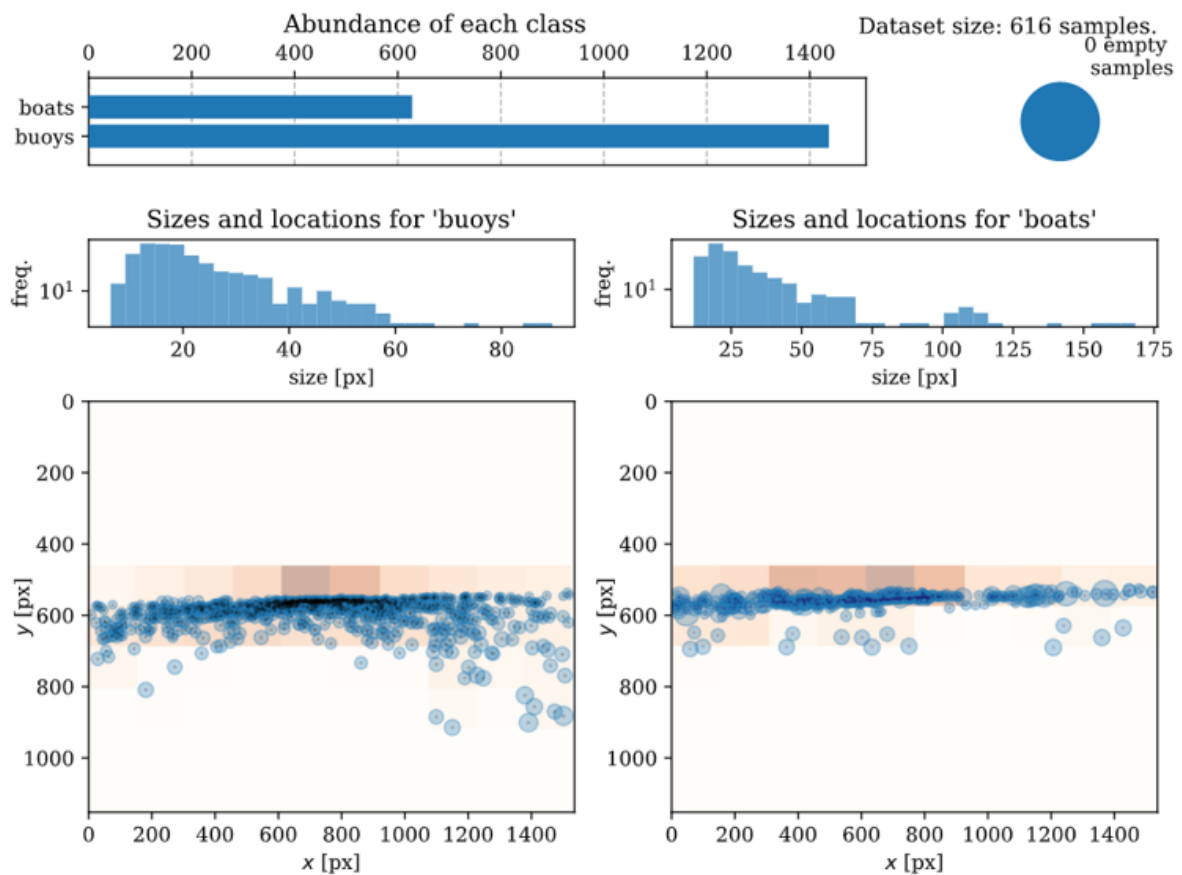 Abundance of each class
0 200 400 600 800 1000 1200 1400
boats
buoys
Dataset size: 616 samples.
0 empty
samples
Sizes and locations for 'buoys'
freq.
10¹
20 40 60 80
size [px]
Sizes and locations for 'boats'
freq.
10¹
25 50 75 100 125 150 175
size [px]
0
200
400
600
800
1000
y [px]
0 200 400 600 800 1000 1200 1400
x [px]
0
200
400
600
800
1000
y [px]
0 200 400 600 800 1000 1200 1400
x [px]